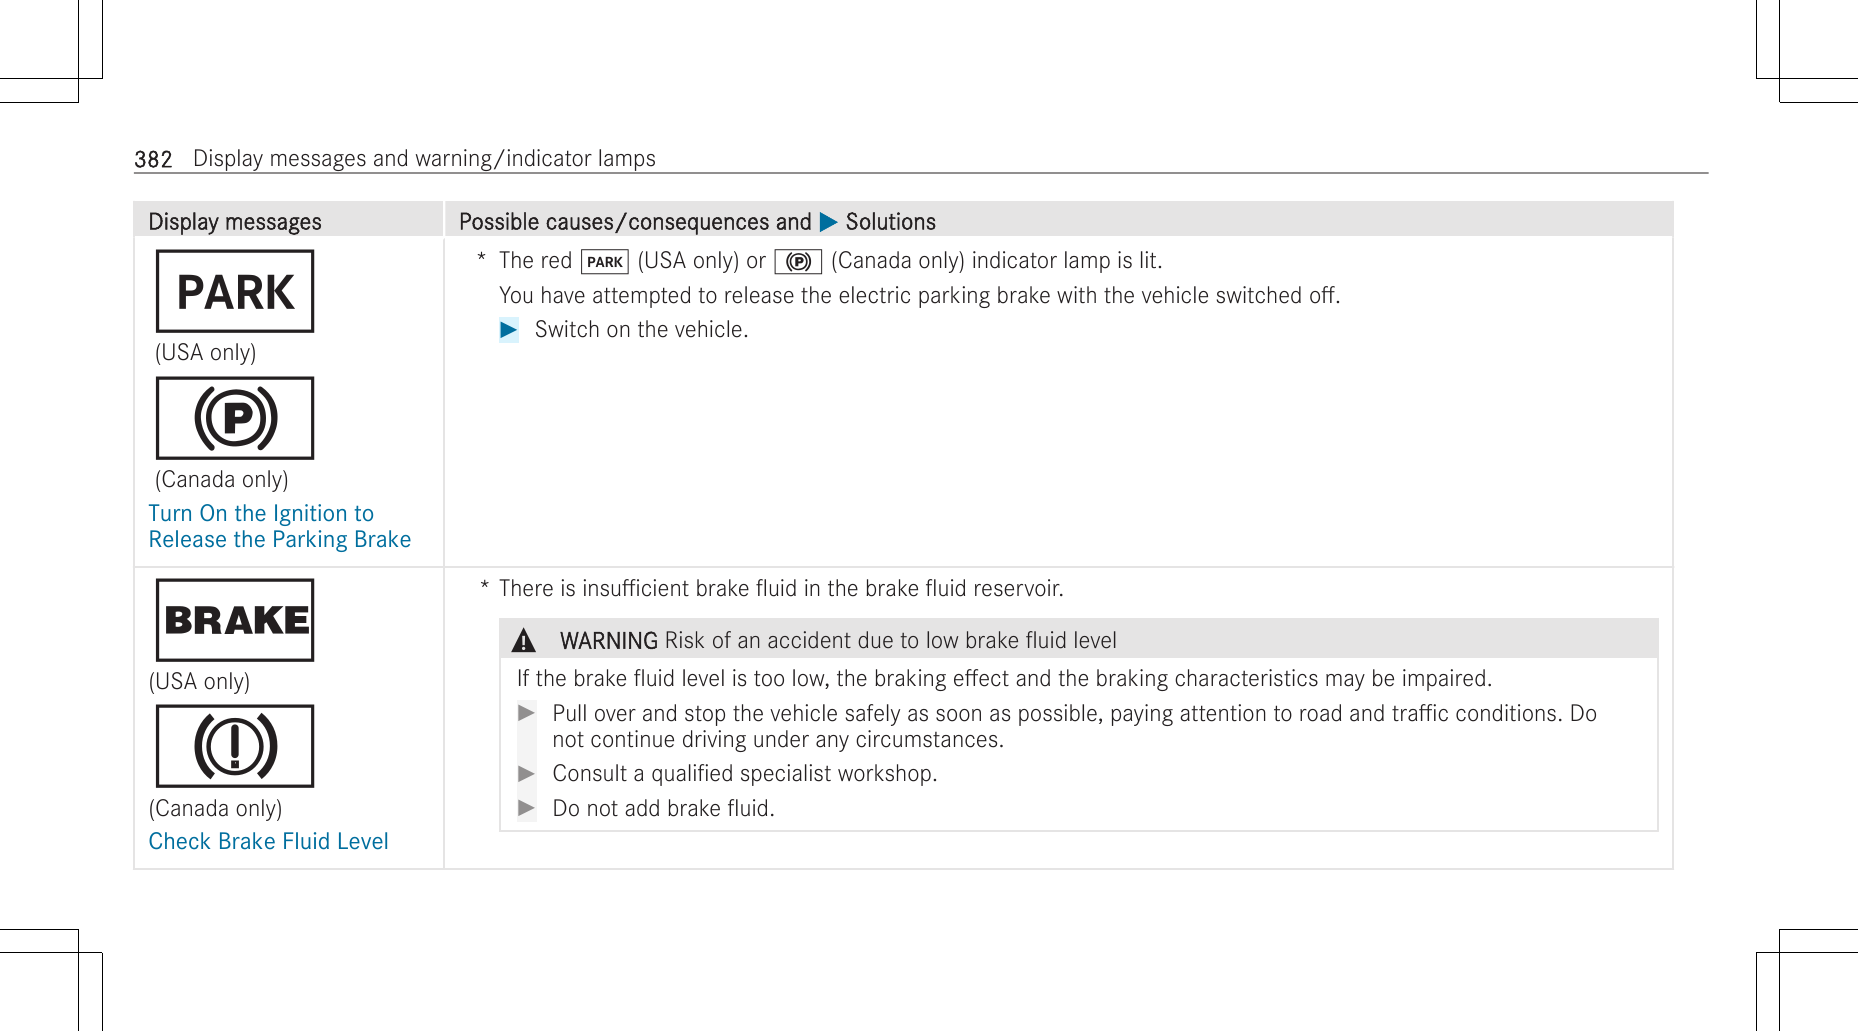 382 Display messages and warning/indicator lamps
Display messages
Possible causes/consequences and ▶ Solutions
PARK
(USA only)
(P)
(Canada only)
Turn On the Ignition to
Release the Parking Brake
* The red PARK (USA only) or (P) (Canada only) indicator lamp is lit.
You have attempted to release the electric parking brake with the vehicle switched off.
▶ Switch on the vehicle.
BRAKE
(USA only)
(!)
(Canada only)
Check Brake Fluid Level
* There is insufficient brake fluid in the brake fluid reservoir.
WARNING Risk of an accident due to low brake fluid level
If the brake fluid level is too low, the braking effect and the braking characteristics may be impaired.
▶ Pull over and stop the vehicle safely as soon as possible, paying attention to road and traffic conditions. Do
not continue driving under any circumstances.
▶ Consult a qualified specialist workshop.
▶ Do not add brake fluid.